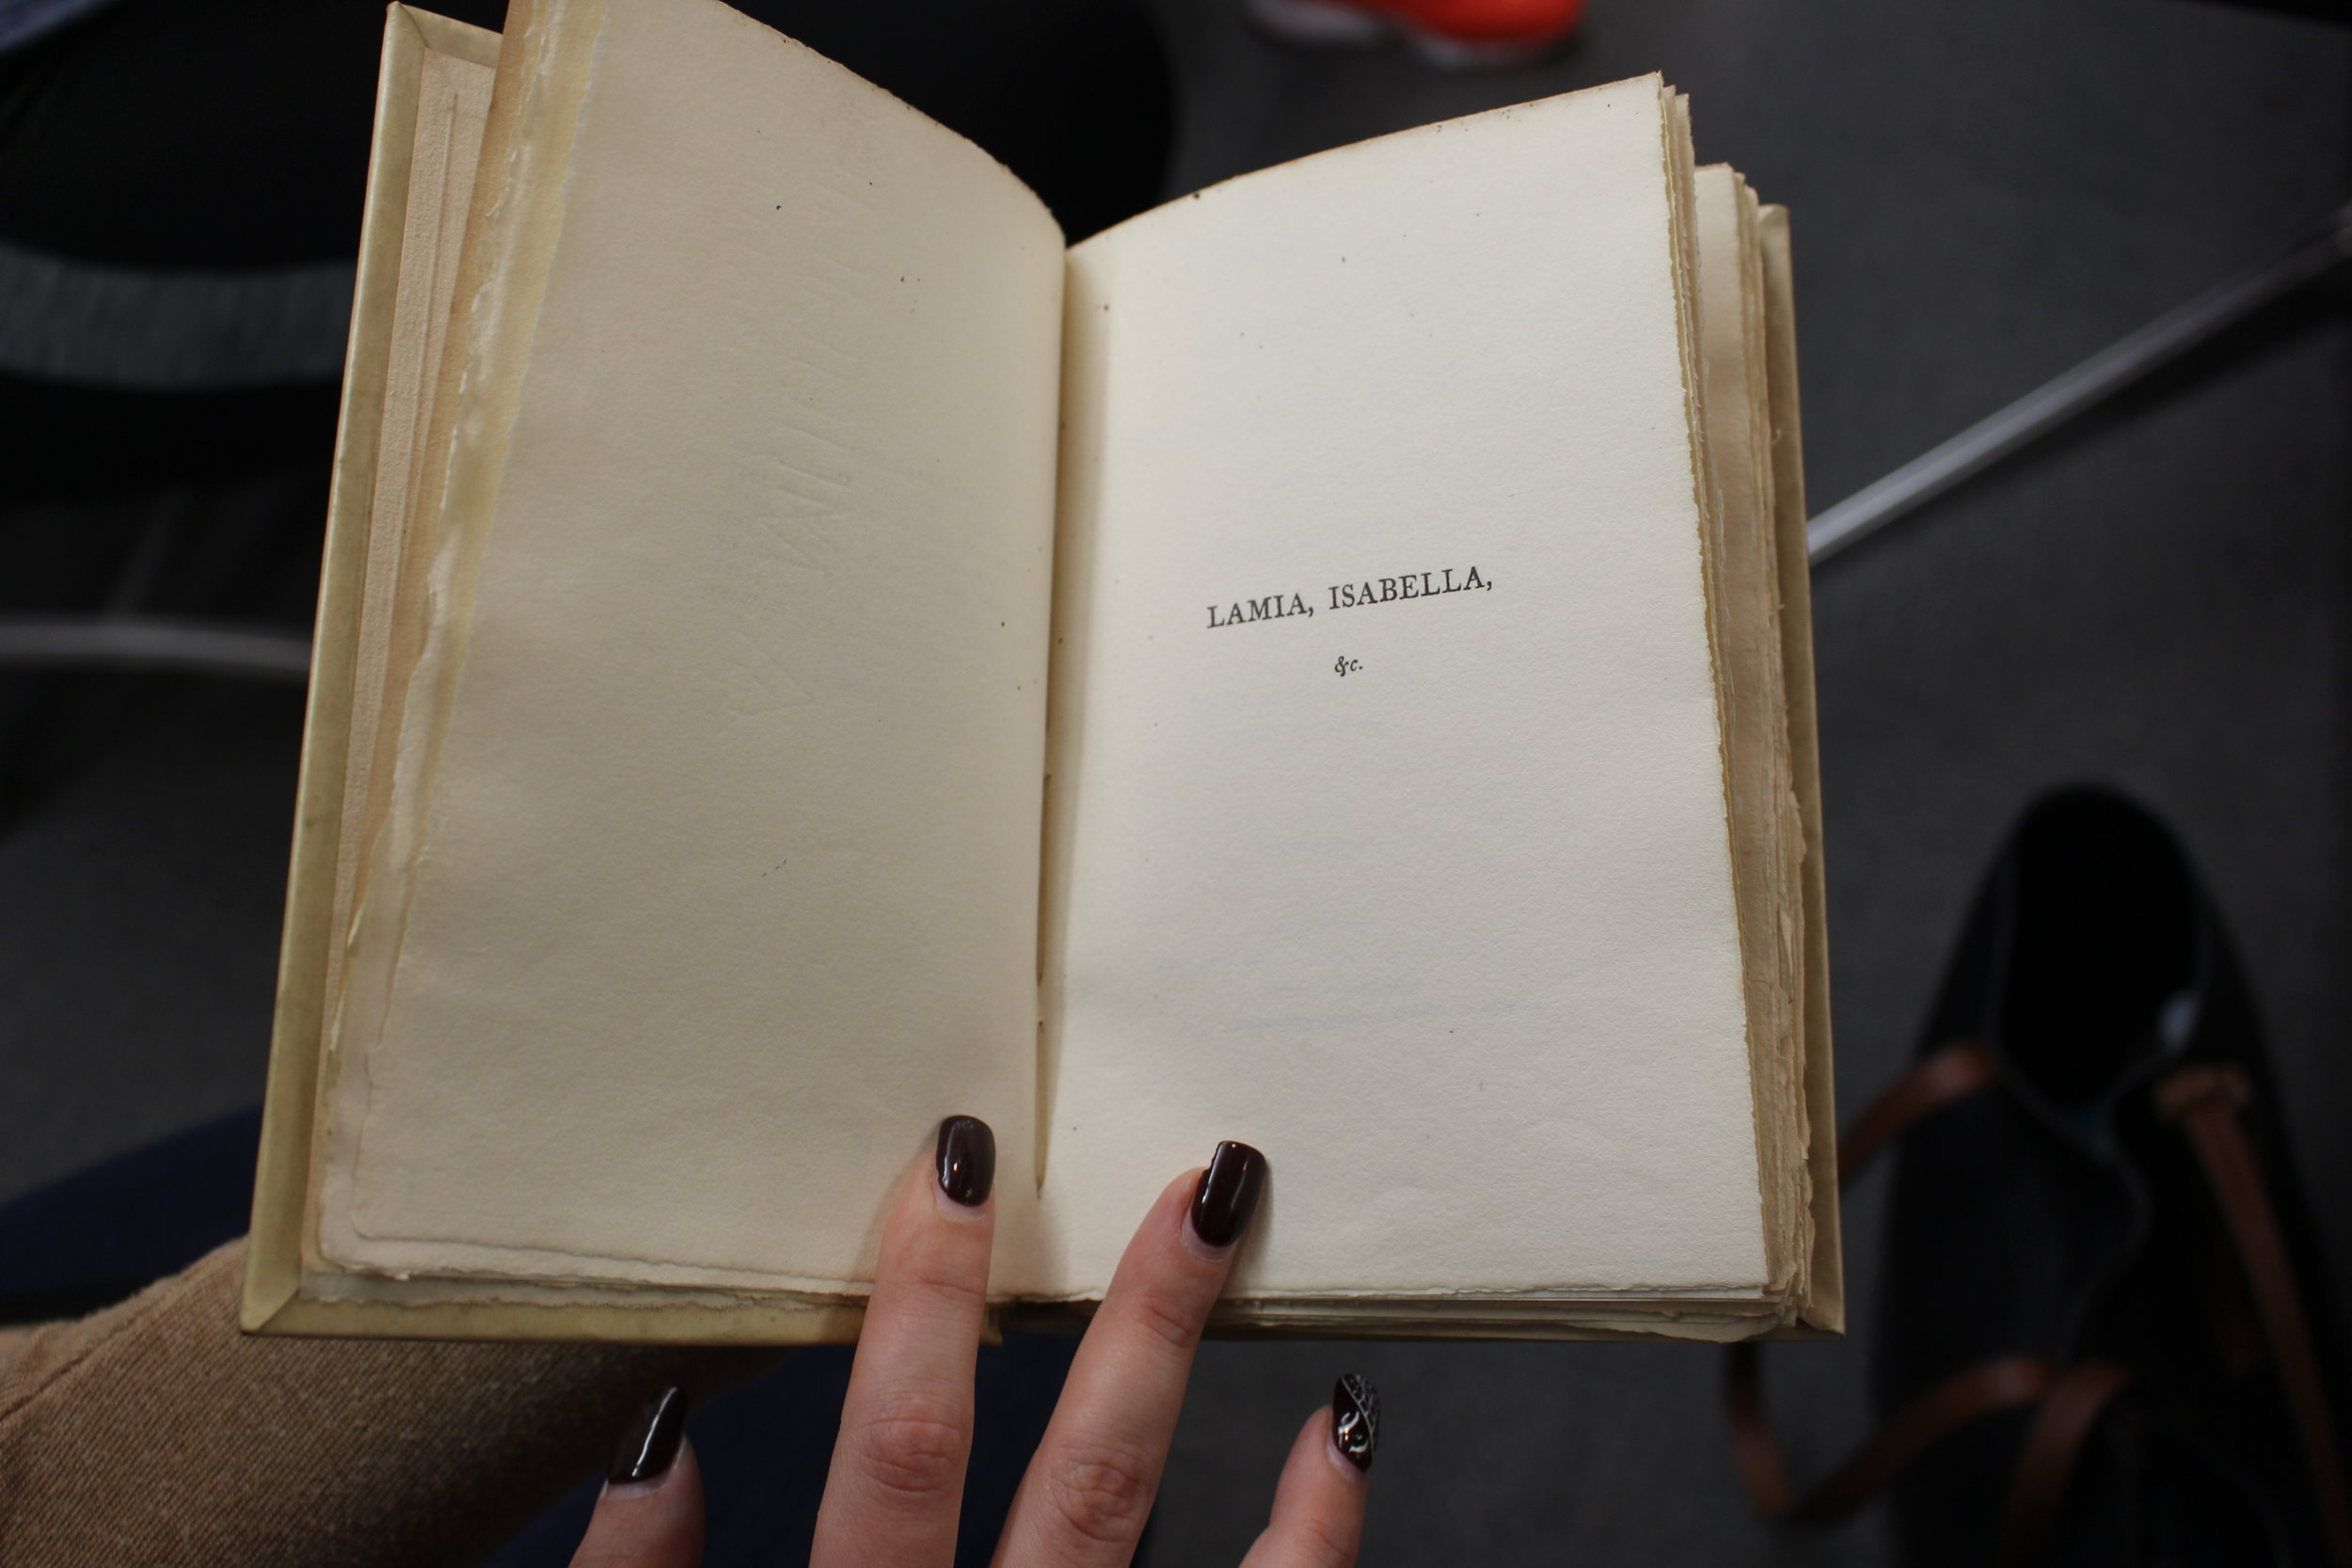 LAMIA, ISABELLA,
&c.